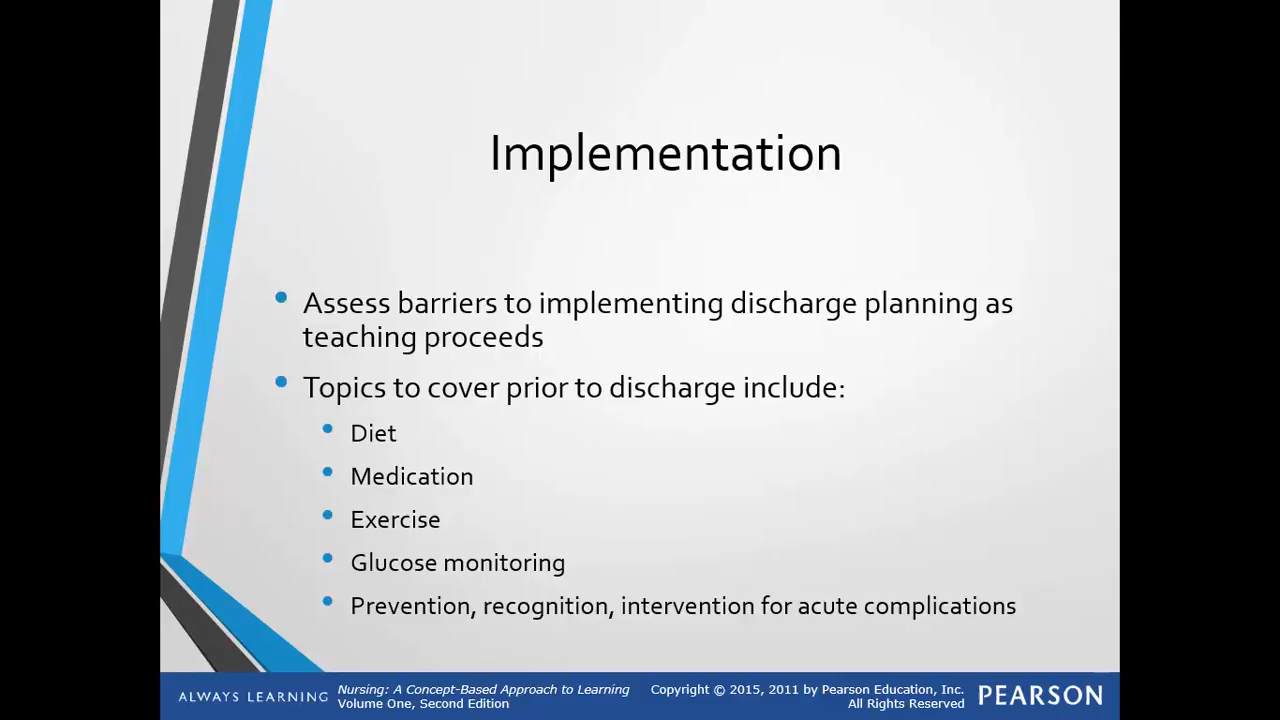 Implementation
• Assess barriers to implementing discharge planning as
teaching proceeds
• Topics to cover prior to discharge include:
• Diet
• Medication
• Exercise
• Glucose monitoring
• Prevention, recognition, intervention for acute complications
ALWAYS LEARNING
Nursing: A Concept-Based Approach to Learning
Volume One, Second Edition
Copyright © 2015, 2011 by Pearson Education, Inc.
All Rights Reserved
PEARSON